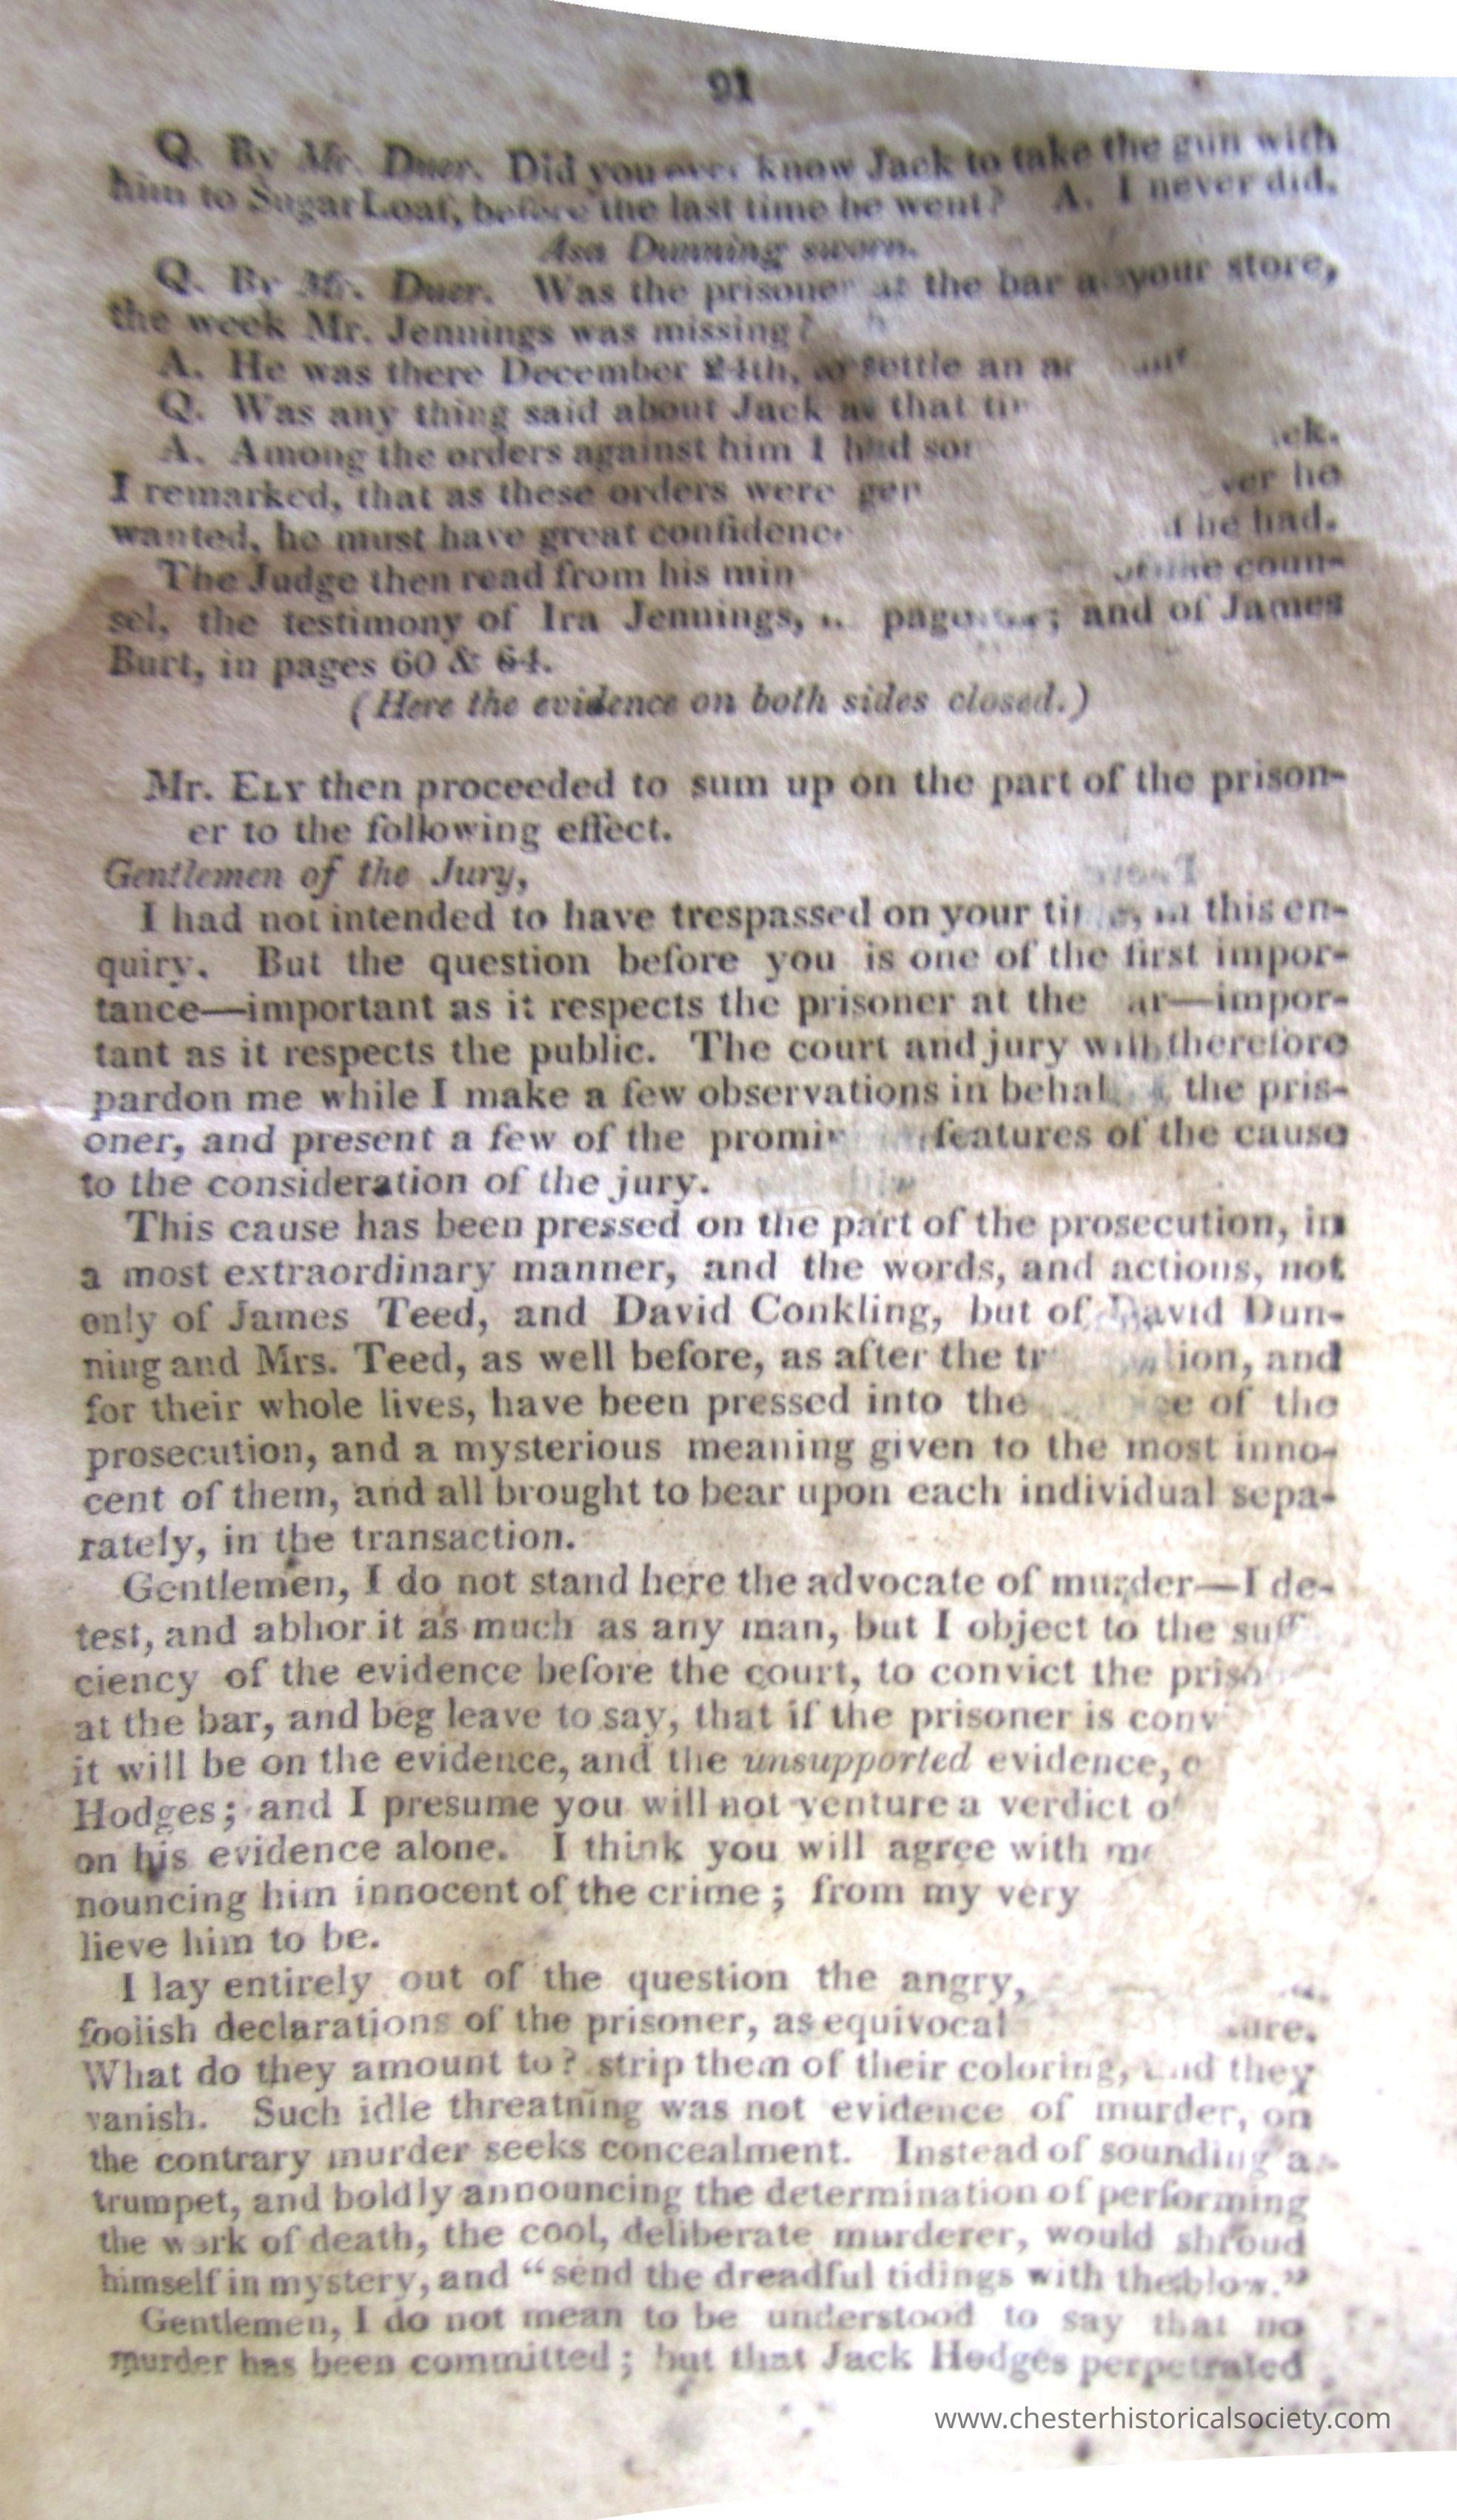 91
Q. By Mr. Duer. Did you ever know Jack to take the gun with
him to Sugar Loaf, before the last time he went? A. I never did.
Asa Dunning sworn.
Q. By Mr. Duer. Was the prisoner at the bar at your store,
the week Mr. Jennings was missing?
A. He was there December 24th, to settle an
Q. Was any thing said about Jack at that
A. Among the orders against him I had
I remarked, that as these orders were he
wanted, he must have great he had.
The Judge then read from his of the coun-
sel, the testimony of Ira Jennings, and of James
Burt, in pages 60 & 64.
(Here the evidence on both sides closed.)
Mr. ELY then proceeded to sum up on the part of the prison-
er to the following effect.
Gentlemen of the Jury,
I had not intended to have trespassed on your in this en-
quiry. But the question before you is one of the first impor-
tance—important as it respects the prisoner at the ar—impor-
tant as it respects the public. The court and jury will therefore
pardon me while I make a few observations in the pris-
oner, and present a few of the features of the cause
to the consideration of the jury.
This cause has been pressed on the part of the prosecution, in
a most extraordinary manner, and the words, and actions, not
only of James Teed, and David Conkling, but of David Dun-
ning and Mrs. Teed, as well before, as after the and
for their whole lives, have been pressed into the of the
prosecution, and a mysterious meaning given to the most inno-
cent of them, and all brought to bear upon each individual sepa-
rately, in the transaction.
Gentlemen, I do not stand here the advocate of murder—I de-
test, and abhor it as much as any man, but I object to the suff
ciency of the evidence before the court, to convict the priso
at the bar, and beg leave to say, that if the prisoner is conv
it will be on the evidence, and the unsupported evidence,
Hodges; and I presume you will not venture a verdict
on his evidence alone. I think you will agree with
nouncing him innocent of the crime; from my very
lieve him to be.
I lay entirely out of the question the angry,
foolish declarations of the prisoner, as equivocal
What do they amount to? strip them of their coloring, and they
vanish. Such idle threatning was not evidence of murder, on
the contrary murder seeks concealment. Instead of sounding a
trumpet, and boldly announcing the determination of performing
the work of death, the cool, deliberate murderer, would shroud
himself in mystery, and "send the dreadful tidings with the blow."
Gentlemen, I do not mean to be understood to say that no
murder has been committed; but that Jack Hodges perpetrated
www.chesterhistoricalsociety.com